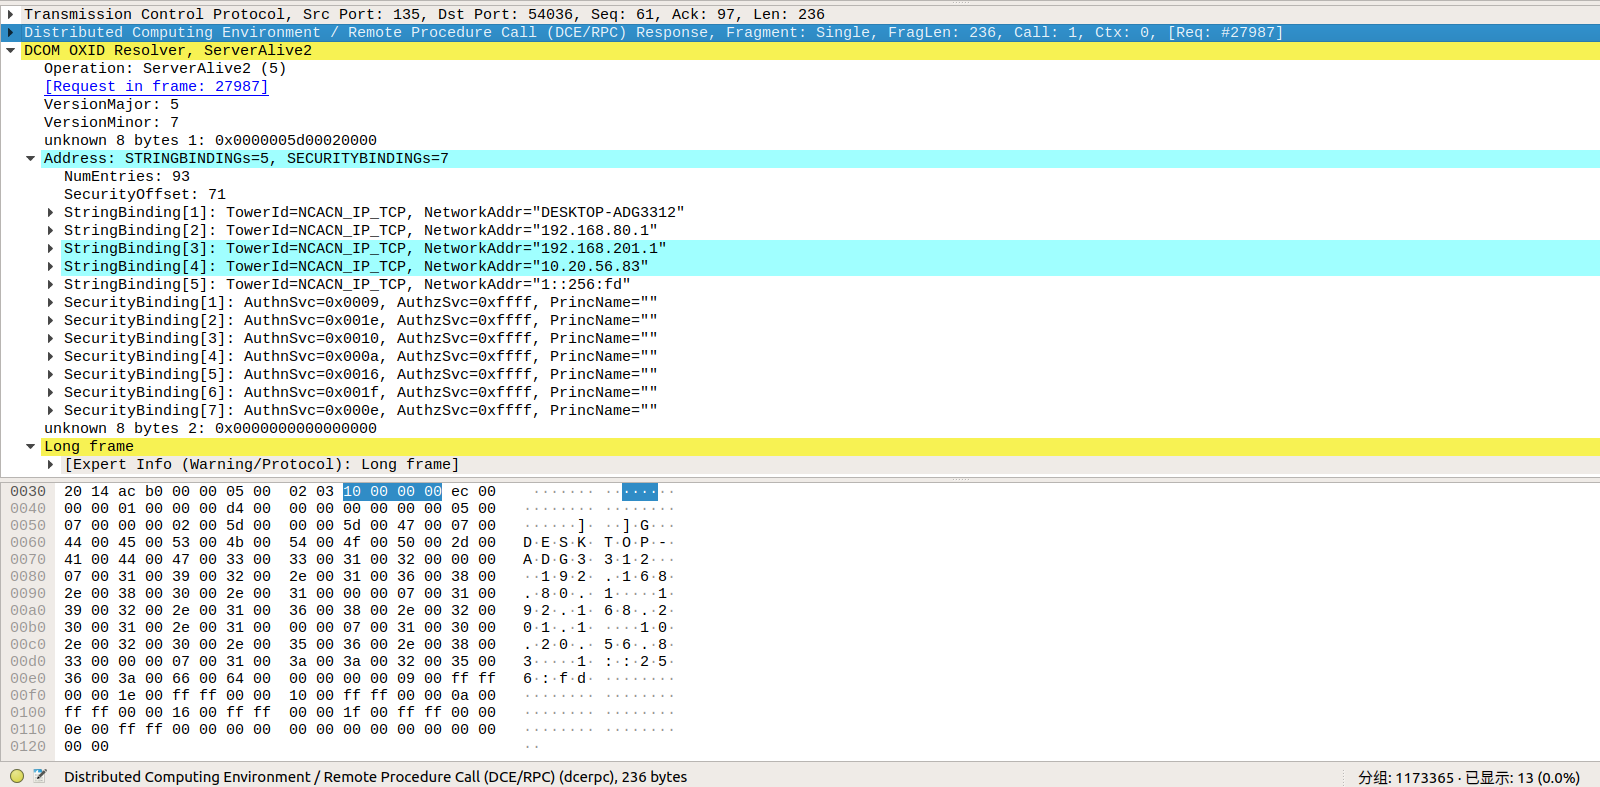 Transmission Control Protocol, Src Port: 135, Dst Port: 54036, Seq: 61, Ack: 97, Len: 236
Distributed Computing Environment / Remote Procedure Call (DCE/RPC) Response, Fragment: Single, FragLen: 236, Call: 1, Ctx: 0, [Req: #27987]
DCOM OXID Resolver, ServerAlive2
Operation: ServerAlive2 (5)
[Request in frame: 27987]
VersionMajor: 5
VersionMinor: 7
unknown 8 bytes 1: 0x0000005d00020000
Address: STRINGBINDINGs=5, SECURITYBINDINGs=7
NumEntries: 93
SecurityOffset: 71
StringBinding[1]: TowerId=NCACN_IP_TCP, NetworkAddr="DESKTOP-ADG3312"
StringBinding[2]: TowerId=NCACN_IP_TCP, NetworkAddr="192.168.80.1"
StringBinding[3]: TowerId=NCACN_IP_TCP, NetworkAddr="192.168.201.1"
StringBinding[4]: TowerId=NCACN_IP_TCP, NetworkAddr="10.20.56.83"
StringBinding[5]: TowerId=NCACN_IP_TCP, NetworkAddr="1::256:fd"
SecurityBinding[1]: AuthnSvc=0x0009, AuthzSvc=0xffff, PrincName=""
SecurityBinding[2]: AuthnSvc=0x001e, AuthzSvc=0xffff, PrincName=""
SecurityBinding[3]: AuthnSvc=0x0010, AuthzSvc=0xffff, PrincName=""
SecurityBinding[4]: AuthnSvc=0x000a, AuthzSvc=0xffff, PrincName=""
SecurityBinding[5]: AuthnSvc=0x0016, AuthzSvc=0xffff, PrincName=""
SecurityBinding[6]: AuthnSvc=0x001f, AuthzSvc=0xffff, PrincName=""
SecurityBinding[7]: AuthnSvc=0x000e, AuthzSvc=0xffff, PrincName=""
unknown 8 bytes 2: 0x0000000000000000
Long frame
[Expert Info (Warning/Protocol): Long frame]
0030 20 14 ac b0 00 00 05 00 02 03 10 00 00 00 ec 00 ······· ·········
0040 00 00 01 00 00 00 d4 00 00 00 00 00 00 00 05 00 ········ ········
0050 07 00 00 00 02 00 5d 00 00 00 5d 00 47 00 07 00 ······]· ··]·G···
0060 44 00 45 00 53 00 4b 00 54 00 4f 00 50 00 2d 00 D·E·S·K· T·O·P·-·
0070 41 00 44 00 47 00 33 00 33 00 31 00 32 00 00 00 A·D·G·3· 3·1·2···
0080 07 00 31 00 39 00 32 00 2e 00 31 00 36 00 38 00 ··1·9·2· .·1·6·8·
0090 2e 00 38 00 30 00 2e 00 31 00 00 00 07 00 31 00 .·8·0·.· 1·····1·
00a0 39 00 32 00 2e 00 31 00 36 00 38 00 2e 00 32 00 9·2·.·1· 6·8·.·2·
00b0 30 00 31 00 2e 00 31 00 00 00 07 00 31 00 30 00 0·1·.·1· ····1·0·
00c0 2e 00 32 00 30 00 2e 00 35 00 36 00 2e 00 38 00 .·2·0·.· 5·6·.·8·
00d0 33 00 00 00 07 00 31 00 3a 00 3a 00 32 00 35 00 3·····1· :·:·2·5·
00e0 36 00 3a 00 66 00 64 00 00 00 00 00 09 00 ff ff 6·:·f·d· ········
00f0 00 00 1e 00 ff ff 00 00 10 00 ff ff 00 00 0a 00 ········ ········
0100 ff ff 00 00 16 00 ff ff 00 00 1f 00 ff ff 00 00 ········ ········
0110 0e 00 ff ff 00 00 00 00 00 00 00 00 00 00 00 00 ········ ········
0120 00 00 ··
Distributed Computing Environment / Remote Procedure Call (DCE/RPC) (dcerpc), 236 bytes
分组: 1173365 · 已显示: 13 (0.0%)